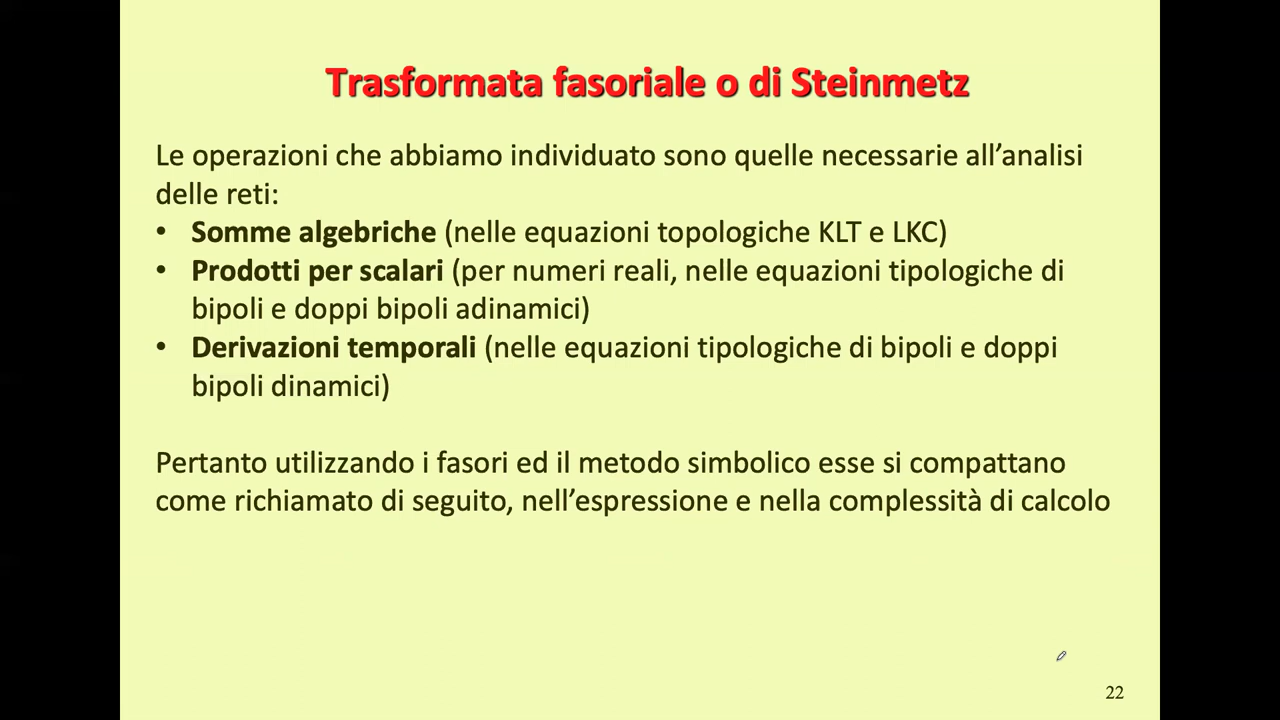 Trasformata fasoriale o di Steinmetz
Le operazioni che abbiamo individuato sono quelle necessarie all’analisi
delle reti:
• Somme algebriche (nelle equazioni topologiche KLT e LKC)
• Prodotti per scalari (per numeri reali, nelle equazioni tipologiche di
bipoli e doppi bipoli adinamici)
• Derivazioni temporali (nelle equazioni tipologiche di bipoli e doppi
bipoli dinamici)
Pertanto utilizzando i fasori ed il metodo simbolico esse si compattano
come richiamato di seguito, nell’espressione e nella complessità di calcolo
22